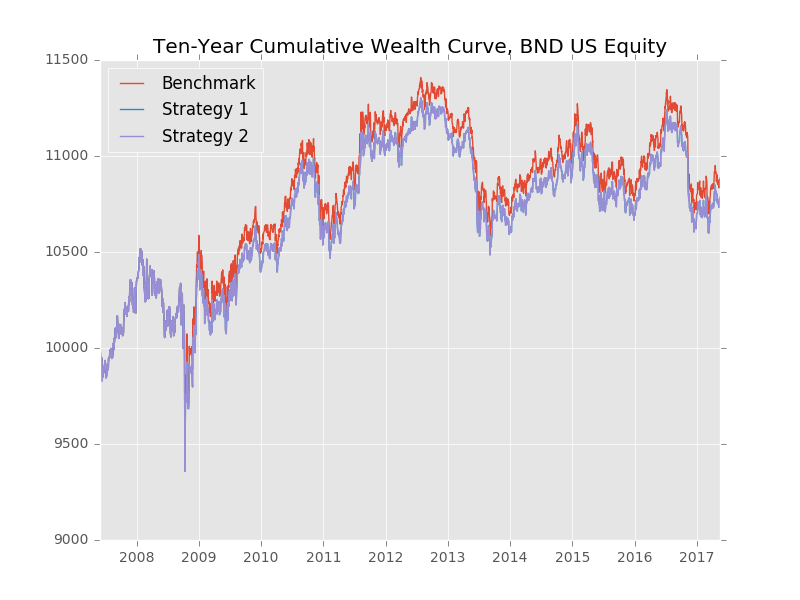 Ten-Year Cumulative Wealth Curve, BND US Equity
11500
Benchmark
Strategy 1
Strategy 2
11000
10500
10000
9500
9000
2008 2009 2010 2011 2012 2013 2014 2015 2016 2017